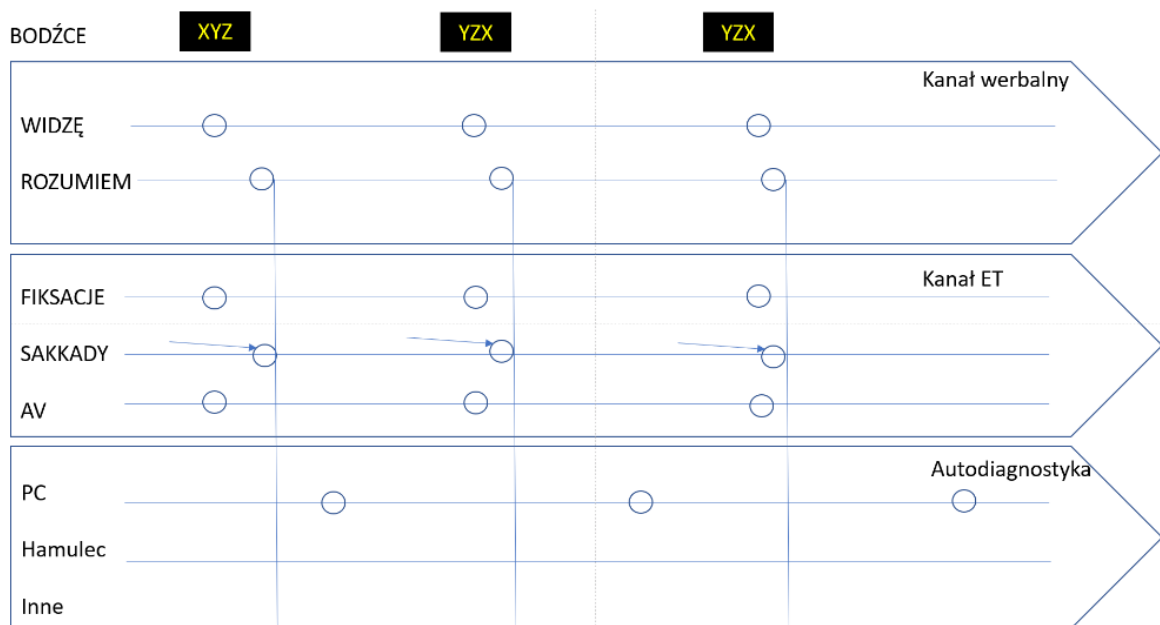 BODŹCE
XYZ
YZX
YZX
Kanał werbalny
WIDZĘ
ROZUMIEM
Kanał ET
FIKSACJE
SAKKADY
AV
Autodiagnostyka
PC
Hamulec
Inne